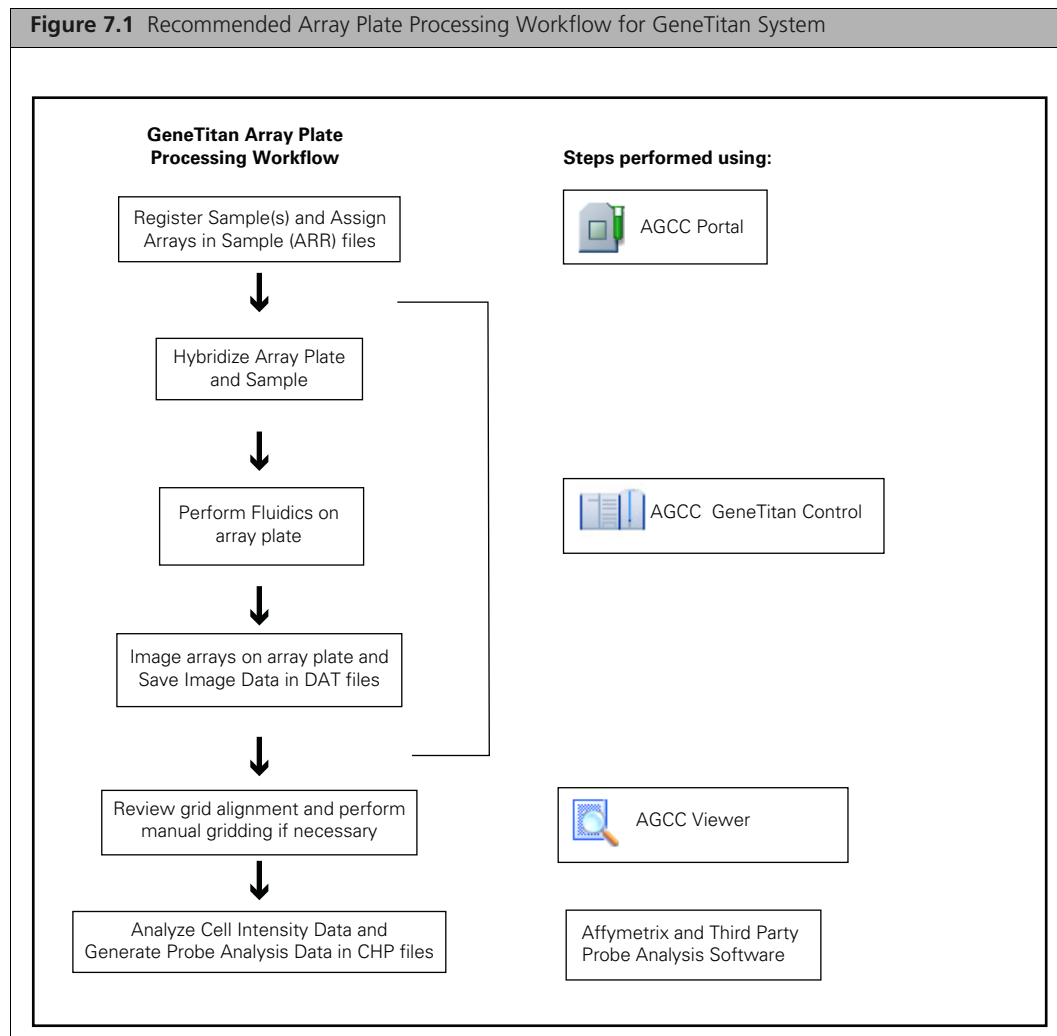 Figure 7.1 Recommended Array Plate Processing Workflow for GeneTitan System
GeneTitan Array Plate
Processing Workflow
Steps performed using:
Register Sample(s) and Assign
Arrays in Sample (ARR) files
AGCC Portal
Hybridize Array Plate
and Sample
Perform Fluidics on
array plate
AGCC GeneTitan Control
Image arrays on array plate and
Save Image Data in DAT files
Review grid alignment and perform
manual gridding if necessary
AGCC Viewer
Analyze Cell Intensity Data and
Generate Probe Analysis Data in CHP files
Affymetrix and Third Party
Probe Analysis Software